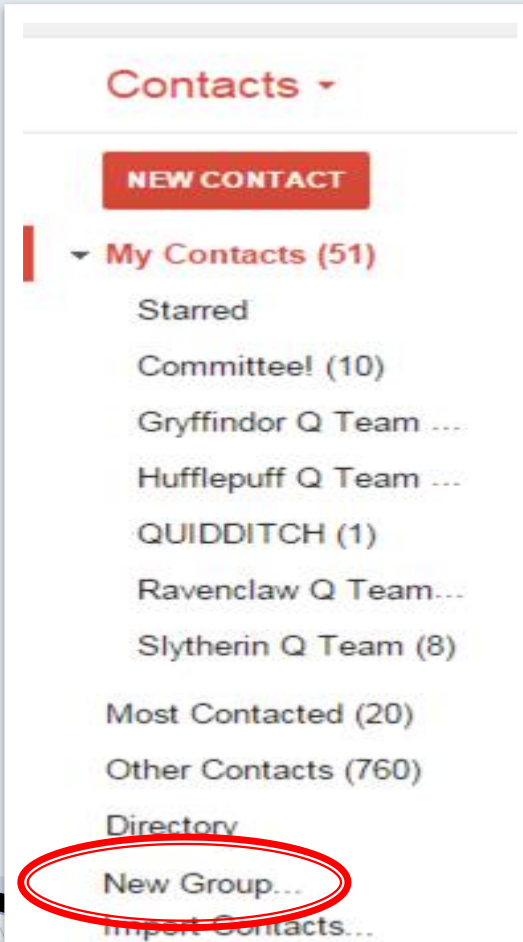 Contacts
NEW CONTACT
My Contacts (51)
Starred
Committee! (10)
Gryffindor Q Team ...
Hufflepuff Q Team ...
QUIDDITCH (1)
Ravenclaw Q Team...
Slytherin Q Team (8)
Most Contacted (20)
Other Contacts (760)
Directory
New Group...
Import Contacts...